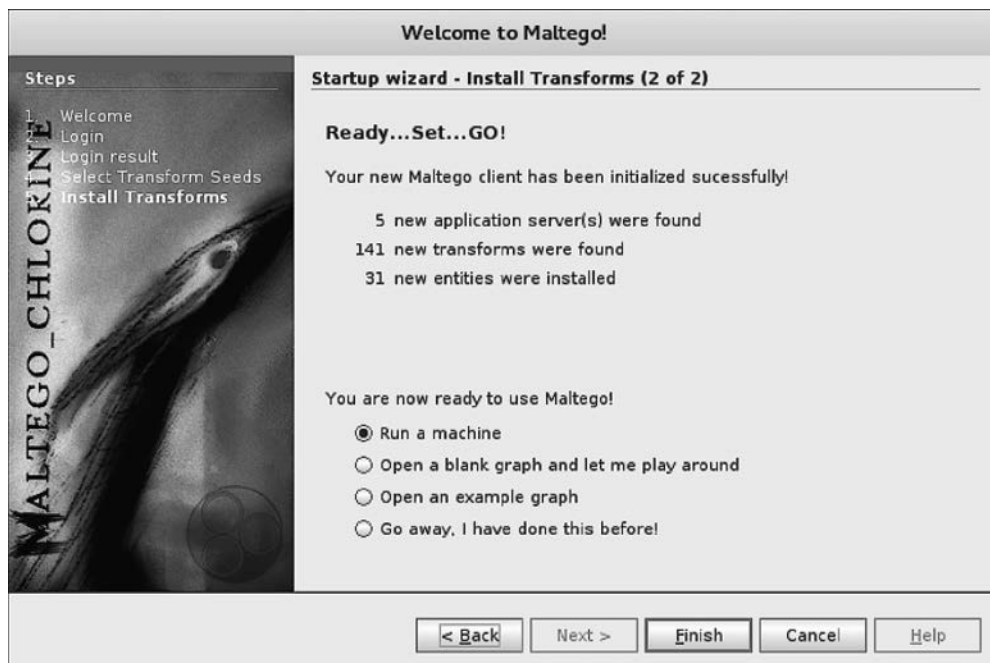 Welcome to Maltego!
Steps
1. Welcome
2. Login
3. Login result
4. Select Transform Seeds
5. Install Transforms
MALTEGO_CHLORINE
Startup wizard - Install Transforms (2 of 2)
Ready...Set...GO!
Your new Maltego client has been initialized sucessfully!
5 new application server(s) were found
141 new transforms were found
31 new entities were installed
You are now ready to use Maltego!
Run a machine
Open a blank graph and let me play around
Open an example graph
Go away, I have done this before!
< Back
Next >
Finish
Cancel
Help